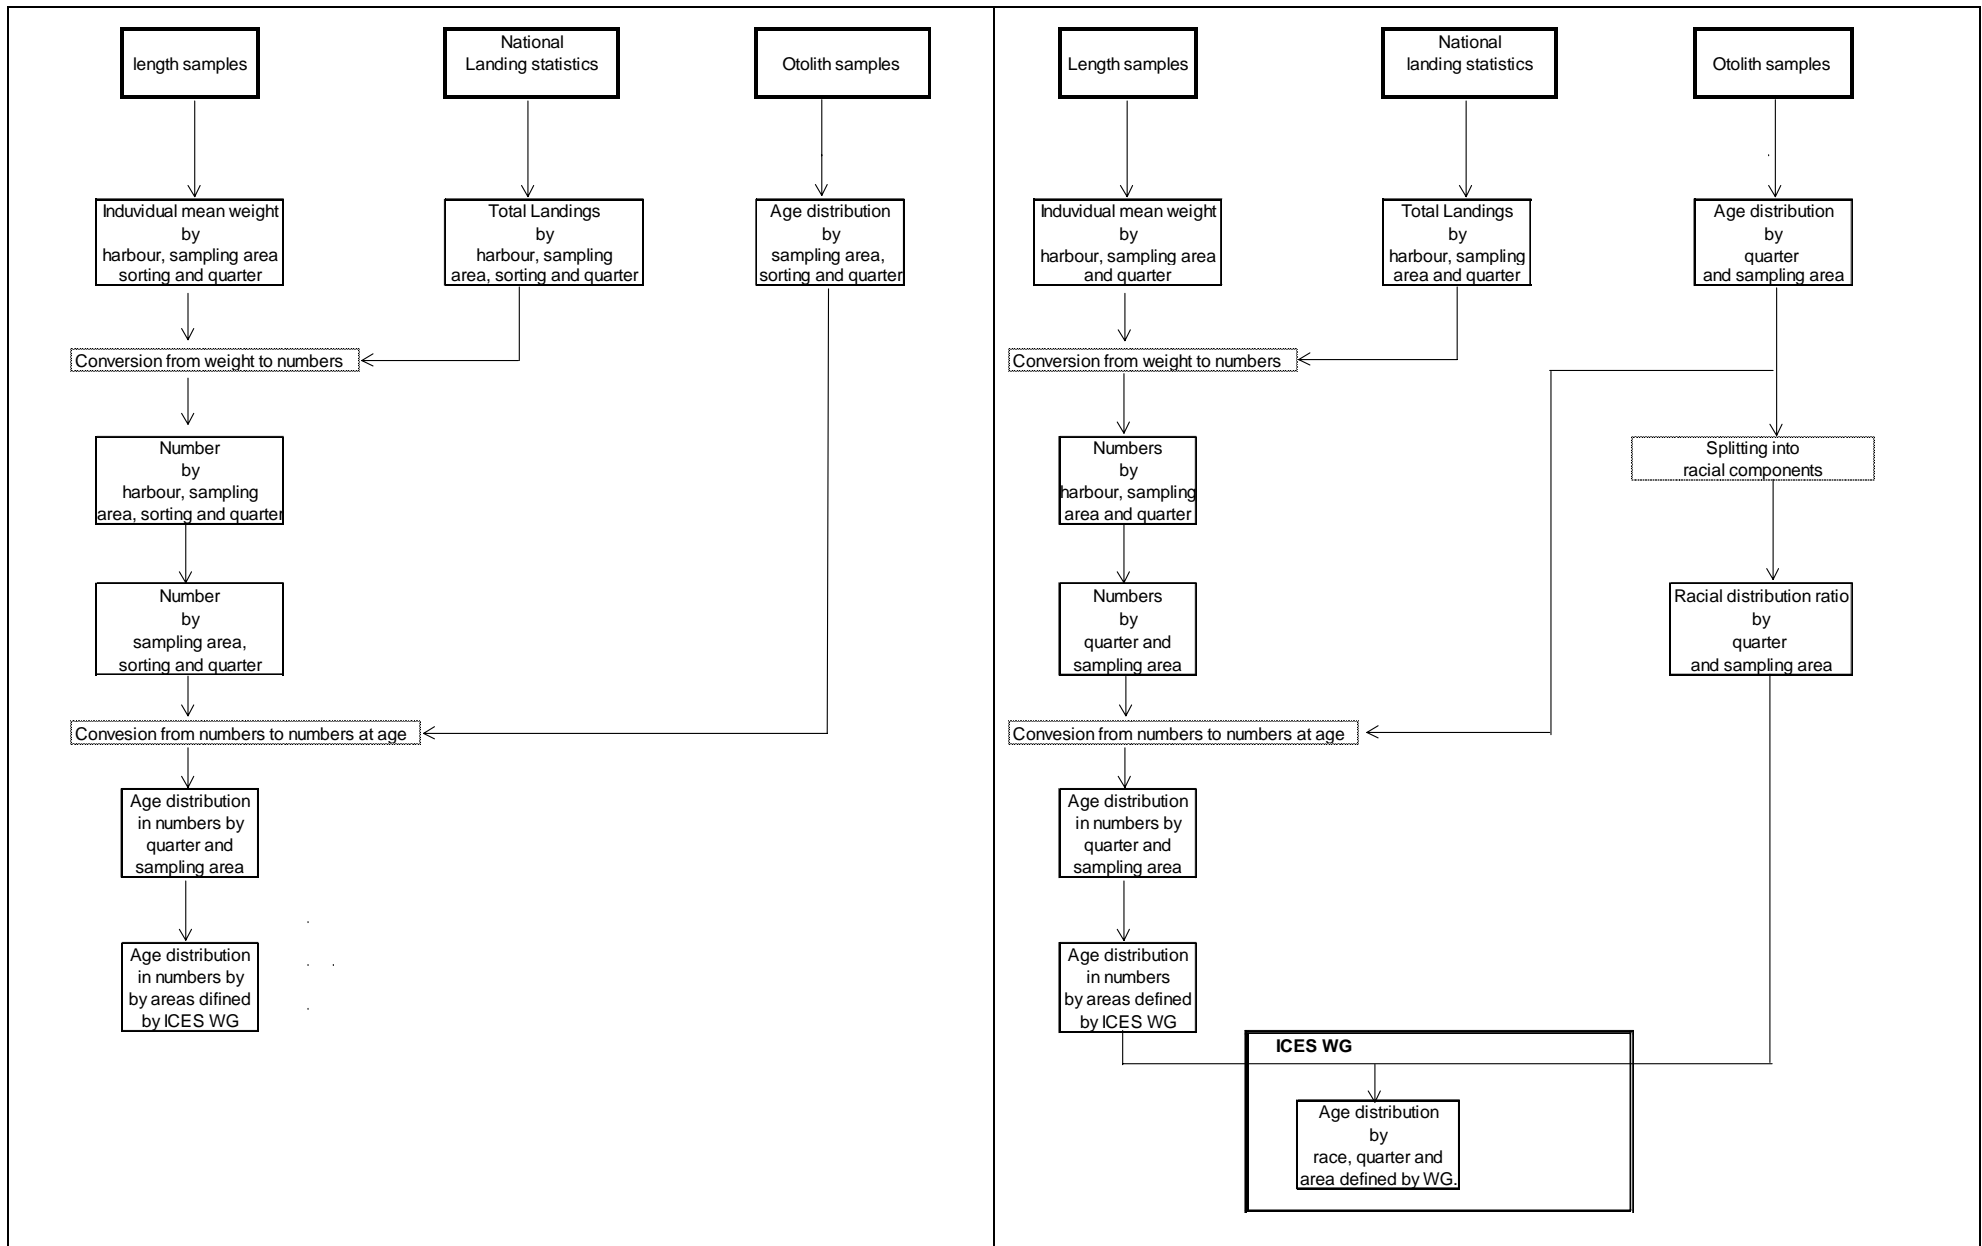 length samples
National
Landing statistics
Otolith samples
Induvidual mean weight
by
harbour, sampling area
sorting and quarter
Total Landings
by
harbour, sampling
area, sorting and quarter
Age distribution
by
sampling area,
sorting and quarter
Conversion from weight to numbers
Number
by
harbour, sampling
area, sorting and quarter
Number
by
sampling area,
sorting and quarter
Convesion from numbers to numbers at age
Age distribution
in numbers by
quarter and
sampling area
Age distribution
in numbers by
by areas difined
by ICES WG
Length samples
National
landing statistics
Otolith samples
Induvidual mean weight
by
harbour, sampling area
and quarter
Total Landings
by
harbour, sampling
area and quarter
Age distribution
by
quarter
and sampling area
Conversion from weight to numbers
Numbers
by
harbour, sampling
area and quarter
Splitting into
racial components
Numbers
by
quarter and
sampling area
Racial distribution ratio
by
quarter
and sampling area
Convesion from numbers to numbers at age
Age distribution
in numbers by
quarter and
sampling area
Age distribution
in numbers
by areas defined
by ICES WG
ICES WG
Age distribution
by
race, quarter and
area defined by WG.